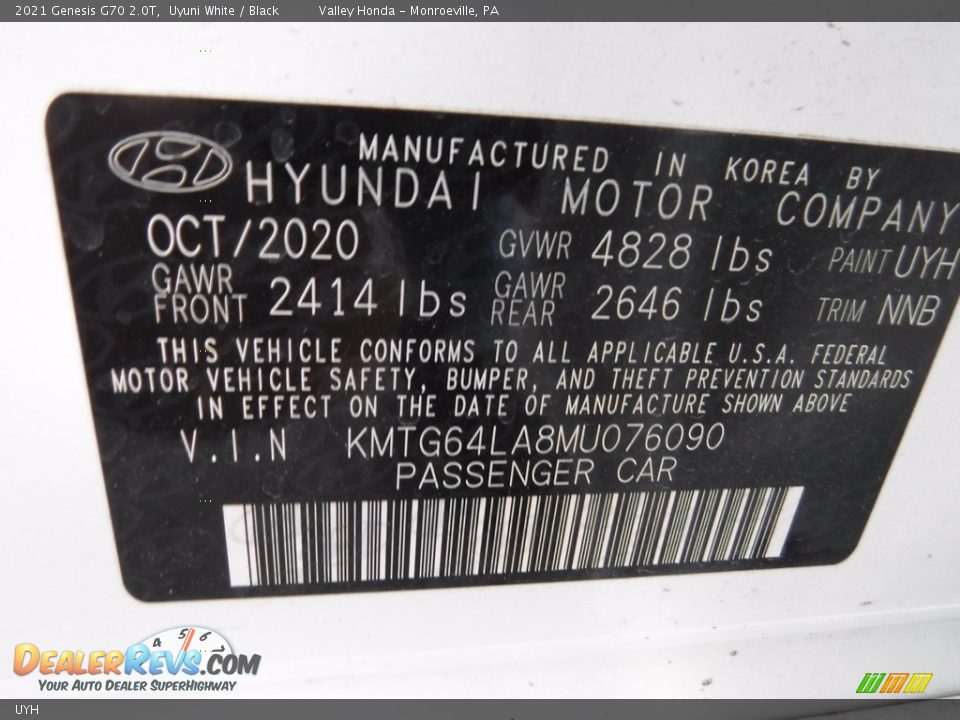 2021 Genesis G70 2.0T, Uyuni White / Black Valley Honda - Monroeville, PA
MANUFACTURED IN KOREA BY
HYUNDAI MOTOR COMPANY
OCT/2020 GVWR 4828 lbs PAINT UYH
GAWR FRONT 2414 lbs GAWR REAR 2646 lbs TRIM NNB
THIS VEHICLE CONFORMS TO ALL APPLICABLE U.S.A. FEDERAL
MOTOR VEHICLE SAFETY, BUMPER, AND THEFT PREVENTION STANDARDS
IN EFFECT ON THE DATE OF MANUFACTURE SHOWN ABOVE
V.I.N KMTG64LA8MU076090
PASSENGER CAR
4 5 6
DEALERREVS.COM
YOUR AUTO DEALER SUPERHIGHWAY
UYH